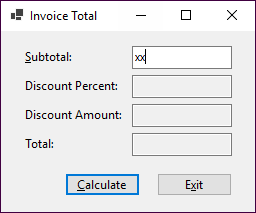 Invoice Total
Subtotal: xx
Discount Percent:
Discount Amount:
Total:
Calculate Exit